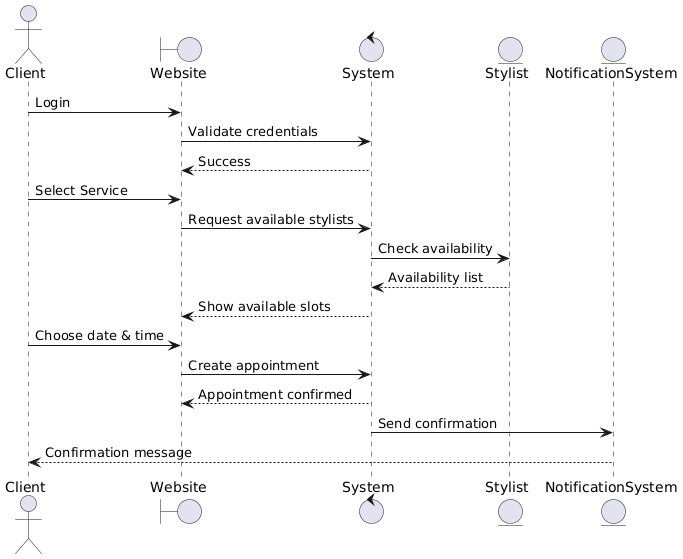 Client
Website
System
Stylist
NotificationSystem
Login
Validate credentials
Success
Select Service
Request available stylists
Check availability
Availability list
Show available slots
Choose date & time
Create appointment
Appointment confirmed
Send confirmation
Confirmation message
Client
Website
System
Stylist
NotificationSystem